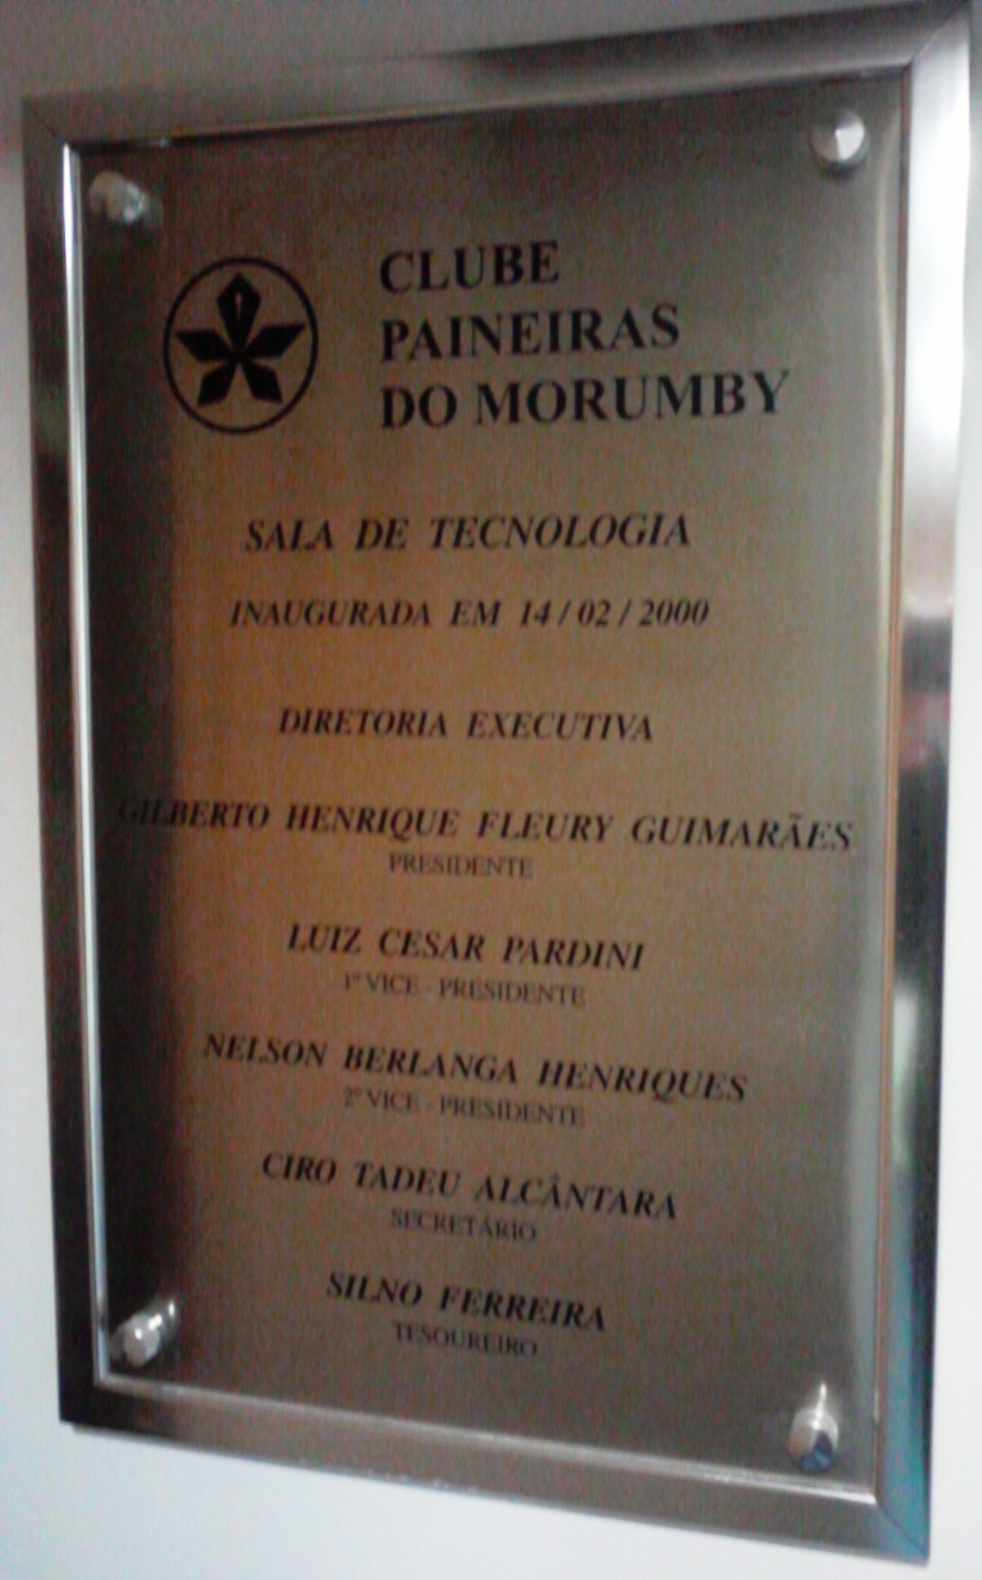 CLUBE
PAINEIRAS
DO MORUMBY
SALA DE TECNOLOGIA
INAUGURADA EM 14 / 02 / 2000
DIRETORIA EXECUTIVA
GILBERTO HENRIQUE FLEURY GUIMARÃES
PRESIDENTE
LUIZ CESAR PARDINI
1º VICE - PRESIDENTE
NELSON BERLANGA HENRIQUES
2º VICE - PRESIDENTE
CIRO TADEU ALCÂNTARA
SECRETÁRIO
SILNO FERREIRA
TESOUREIRO